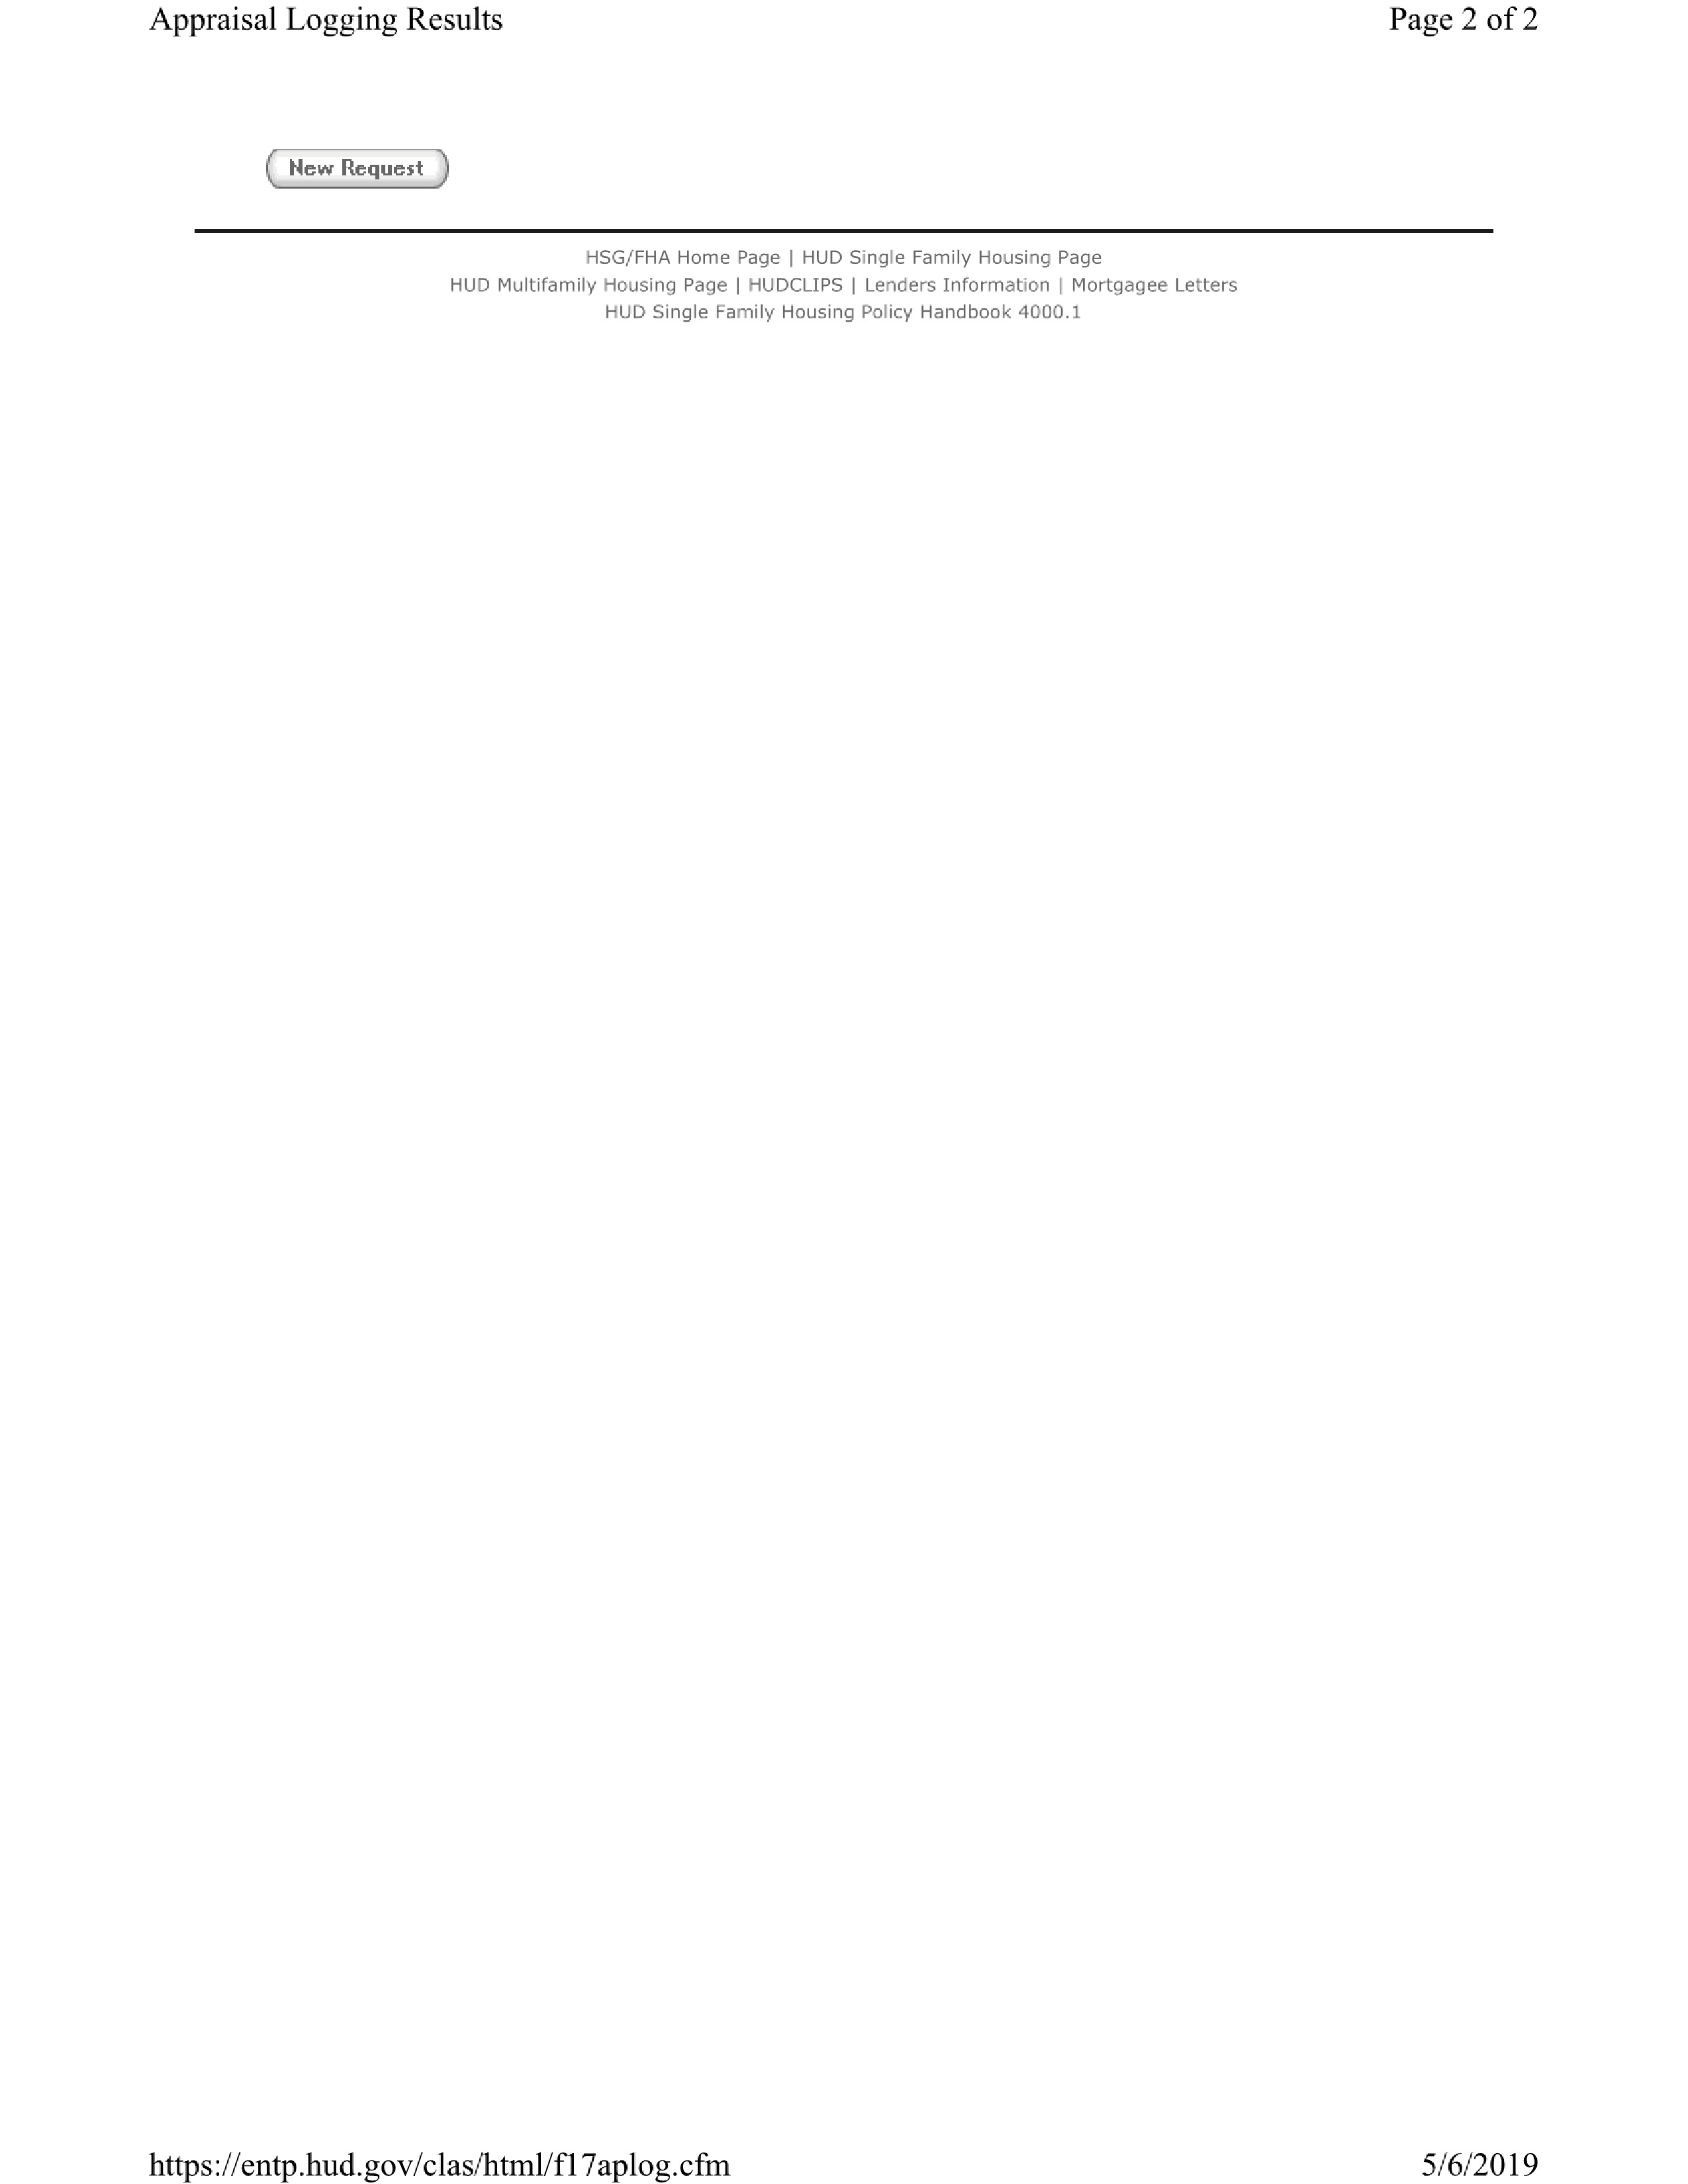 Appraisal Logging Results Page 2 of 2
New Request
HSG/FHA Home Page | HUD Single Family Housing Page
HUD Multifamily Housing Page | HUDCLIPS | Lenders Information | Mortgagee Letters
HUD Single Family Housing Policy Handbook 4000.1
https://entp.hud.gov/clas/html/f17aplog.cfm 5/6/2019